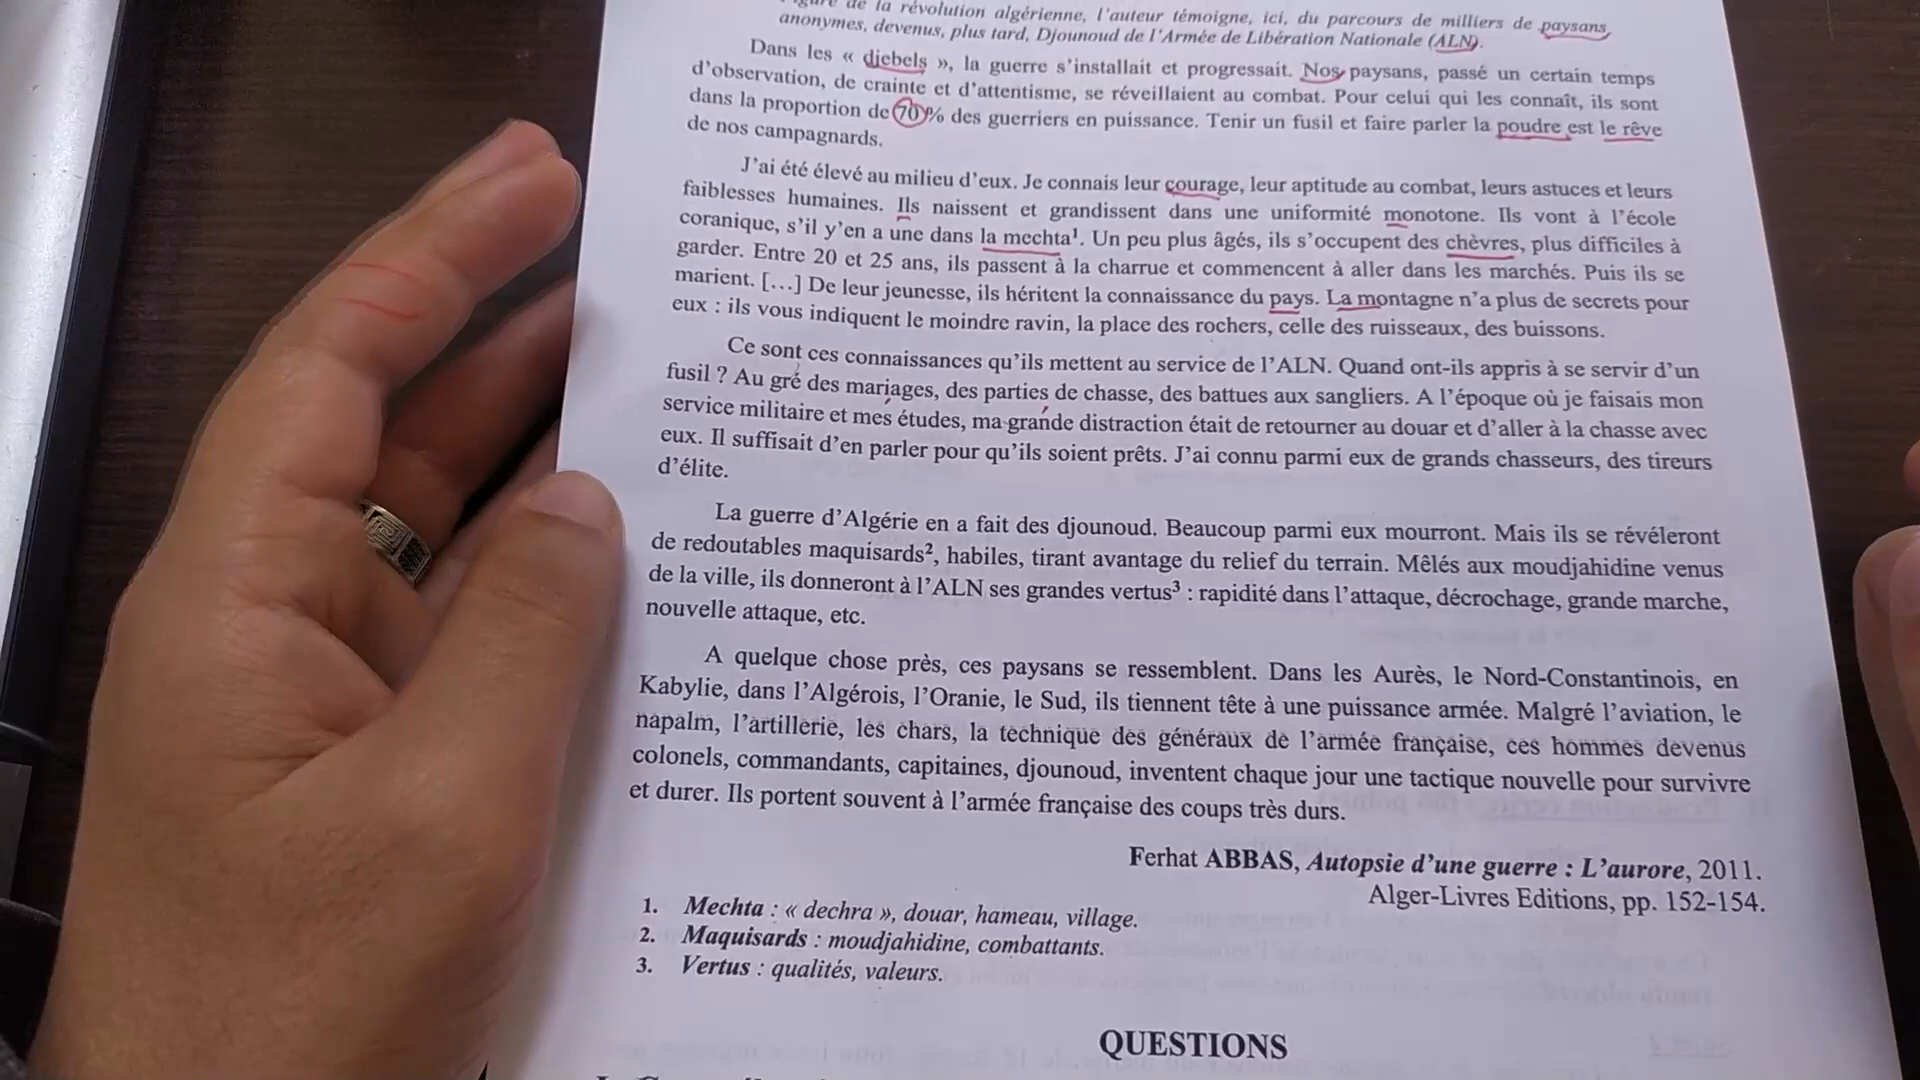 de la révolution algérienne, l'auteur témoigne, ici, du parcours de milliers de paysans
anonymes, devenus, plus tard, Djounoud de l'Armée de Libération Nationale (ALN).
Dans les « djebels », la guerre s'installait et progressait. Nos paysans, passé un certain temps
d'observation, de crainte et d'attentisme, se réveillaient au combat. Pour celui qui les connaît, ils sont
dans la proportion de 70% des guerriers en puissance. Tenir un fusil et faire parler la poudre est le rêve
de nos campagnards.
J'ai été élevé au milieu d'eux. Je connais leur courage, leur aptitude au combat, leurs astuces et leurs
faiblesses humaines. Ils naissent et grandissent dans une uniformité monotone. Ils vont à l'école
coranique, s'il y'en a une dans la mechta¹. Un peu plus âgés, ils s'occupent des chèvres, plus difficiles à
garder. Entre 20 et 25 ans, ils passent à la charrue et commencent à aller dans les marchés. Puis ils se
marient. [...] De leur jeunesse, ils héritent la connaissance du pays. La montagne n'a plus de secrets pour
eux : ils vous indiquent le moindre ravin, la place des rochers, celle des ruisseaux, des buissons.
Ce sont ces connaissances qu'ils mettent au service de l'ALN. Quand ont-ils appris à se servir d'un
fusil ? Au gré des mariages, des parties de chasse, des battues aux sangliers. A l'époque où je faisais mon
service militaire et mes études, ma grande distraction était de retourner au douar et d'aller à la chasse avec
eux. Il suffisait d'en parler pour qu'ils soient prêts. J'ai connu parmi eux de grands chasseurs, des tireurs
d'élite.
La guerre d'Algérie en a fait des djounoud. Beaucoup parmi eux mourront. Mais ils se révéleront
de redoutables maquisards², habiles, tirant avantage du relief du terrain. Mêlés aux moudjahidine venus
de la ville, ils donneront à l'ALN ses grandes vertus³ : rapidité dans l'attaque, décrochage, grande marche,
nouvelle attaque, etc.
A quelque chose près, ces paysans se ressemblent. Dans les Aurès, le Nord-Constantinois, en
Kabylie, dans l'Algérois, l'Oranie, le Sud, ils tiennent tête à une puissance armée. Malgré l'aviation, le
napalm, l'artillerie, les chars, la technique des généraux de l'armée française, ces hommes devenus
colonels, commandants, capitaines, djounoud, inventent chaque jour une tactique nouvelle pour survivre
et durer. Ils portent souvent à l'armée française des coups très durs.
Ferhat ABBAS, Autopsie d'une guerre : L'aurore, 2011.
Alger-Livres Editions, pp. 152-154.
1. Mechta : « dechra », douar, hameau, village.
2. Maquisards : moudjahidine, combattants.
3. Vertus : qualités, valeurs.
QUESTIONS